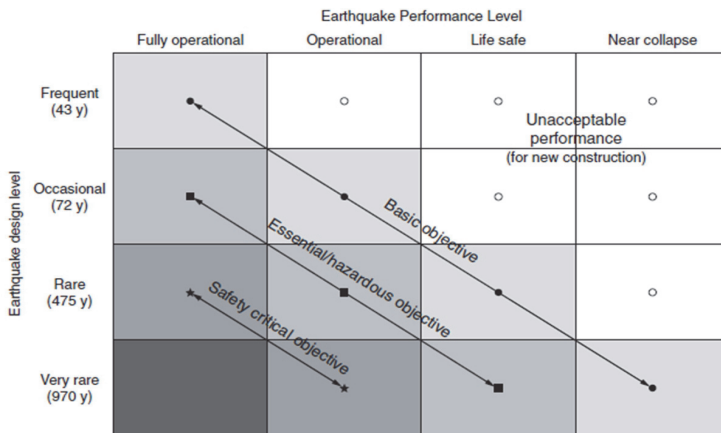 Earthquake Performance Level
Fully operational
Operational
Life safe
Near collapse
Earthquake design level
Frequent
(43 y)
Unacceptable
performance
(for new construction)
Occasional
(72 y)
Basic objective
Essential/hazardous objective
Rare
(475 y)
Safety critical objective
Very rare
(970 y)